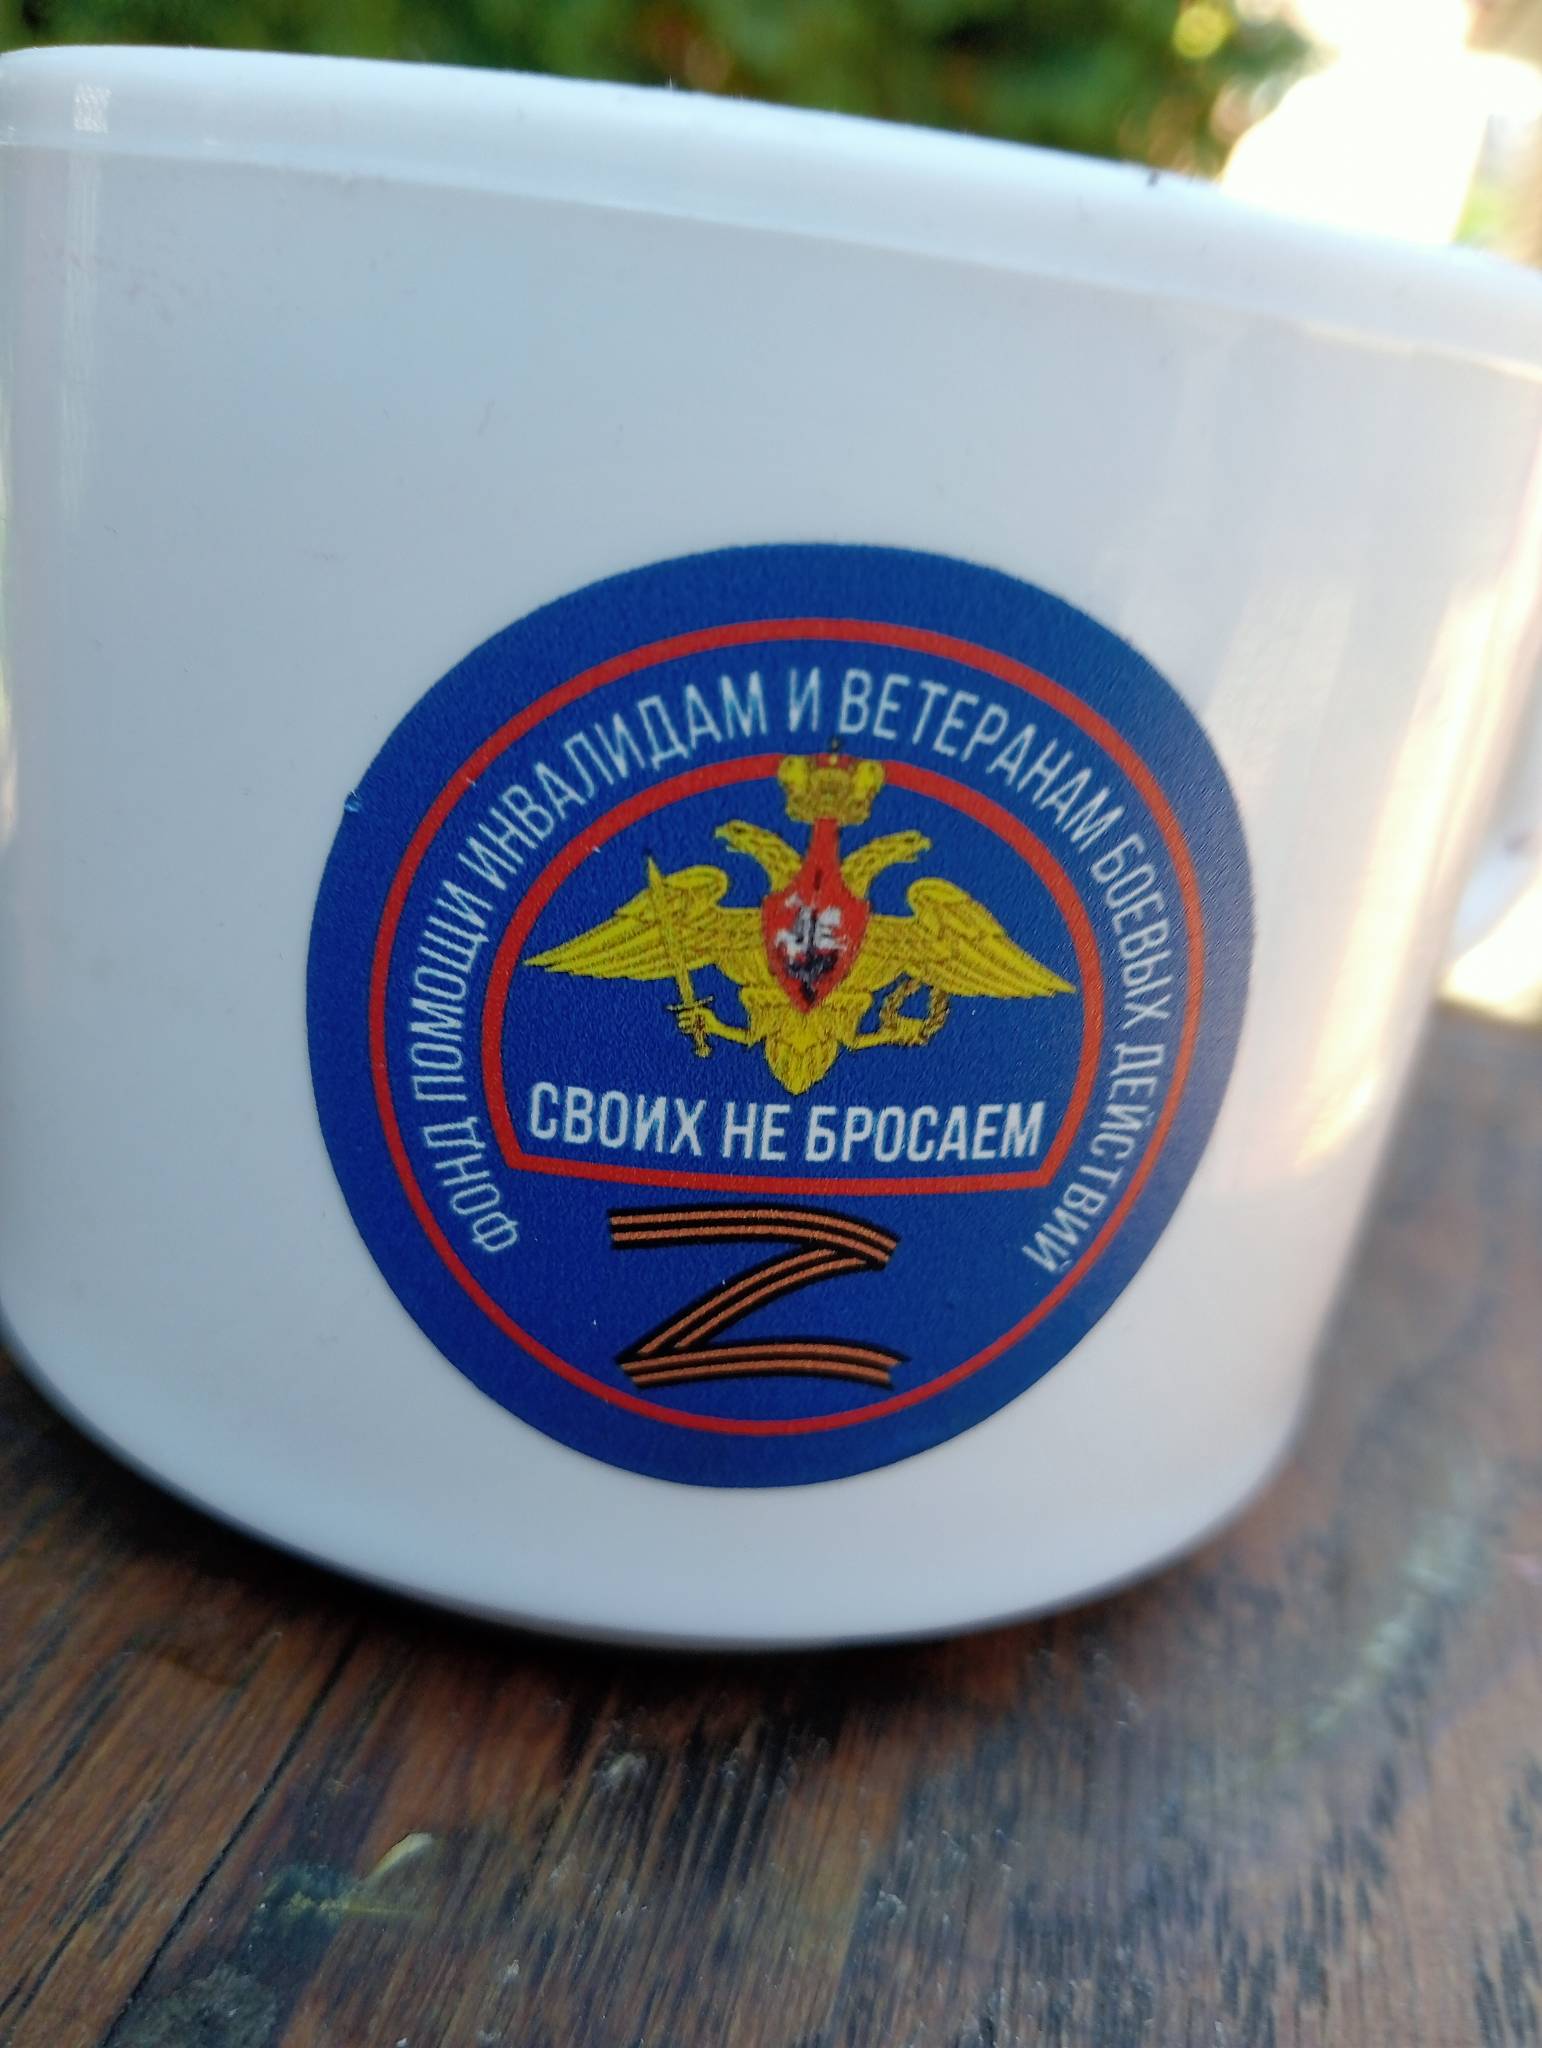 ФОНД ПОМОЩИ ИНВАЛИДАМ И ВЕТЕРАНАМ БОЕВЫХ ДЕЙСТВИЙ
СВОИХ НЕ БРОСАЕМ
Z